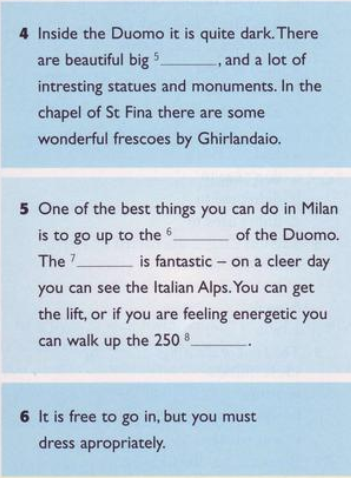 4 Inside the Duomo it is quite dark. There
are beautiful big 5________, and a lot of
intresting statues and monuments. In the
chapel of St Fina there are some
wonderful frescoes by Ghirlandaio.
5 One of the best things you can do in Milan
is to go up to the 6________ of the Duomo.
The 7________ is fantastic – on a cleer day
you can see the Italian Alps. You can get
the lift, or if you are feeling energetic you
can walk up the 250 8________.
6 It is free to go in, but you must
dress apropriately.